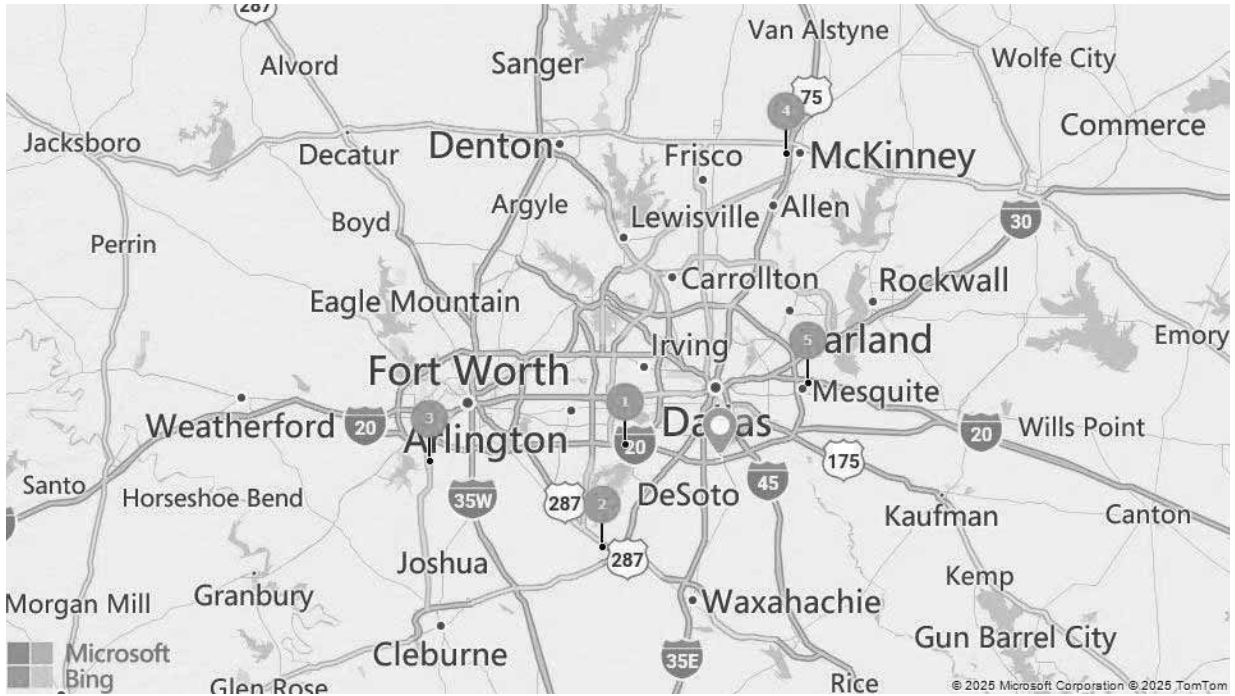 287
Van Alstyne
Wolfe City
Alvord
Sanger
75
4
Commerce
Jacksboro
Decatur
Denton
Frisco
McKinney
Argyle
Lewisville
Allen
Boyd
30
Perrin
Carrollton
Rockwall
Eagle Mountain
Irving
5
arland
Emory
Fort Worth
Mesquite
1
Weatherford
20
3
Arlington
20
Dallas
20
Wills Point
175
Santo
Horseshoe Bend
35W
287
2
DeSoto
45
Kaufman
Canton
Joshua
287
Kemp
Morgan Mill
Granbury
Waxahachie
Gun Barrel City
Microsoft
Bing
Cleburne
35E
Glen Rose
Rice
© 2025 Microsoft Corporation © 2025 TomTom